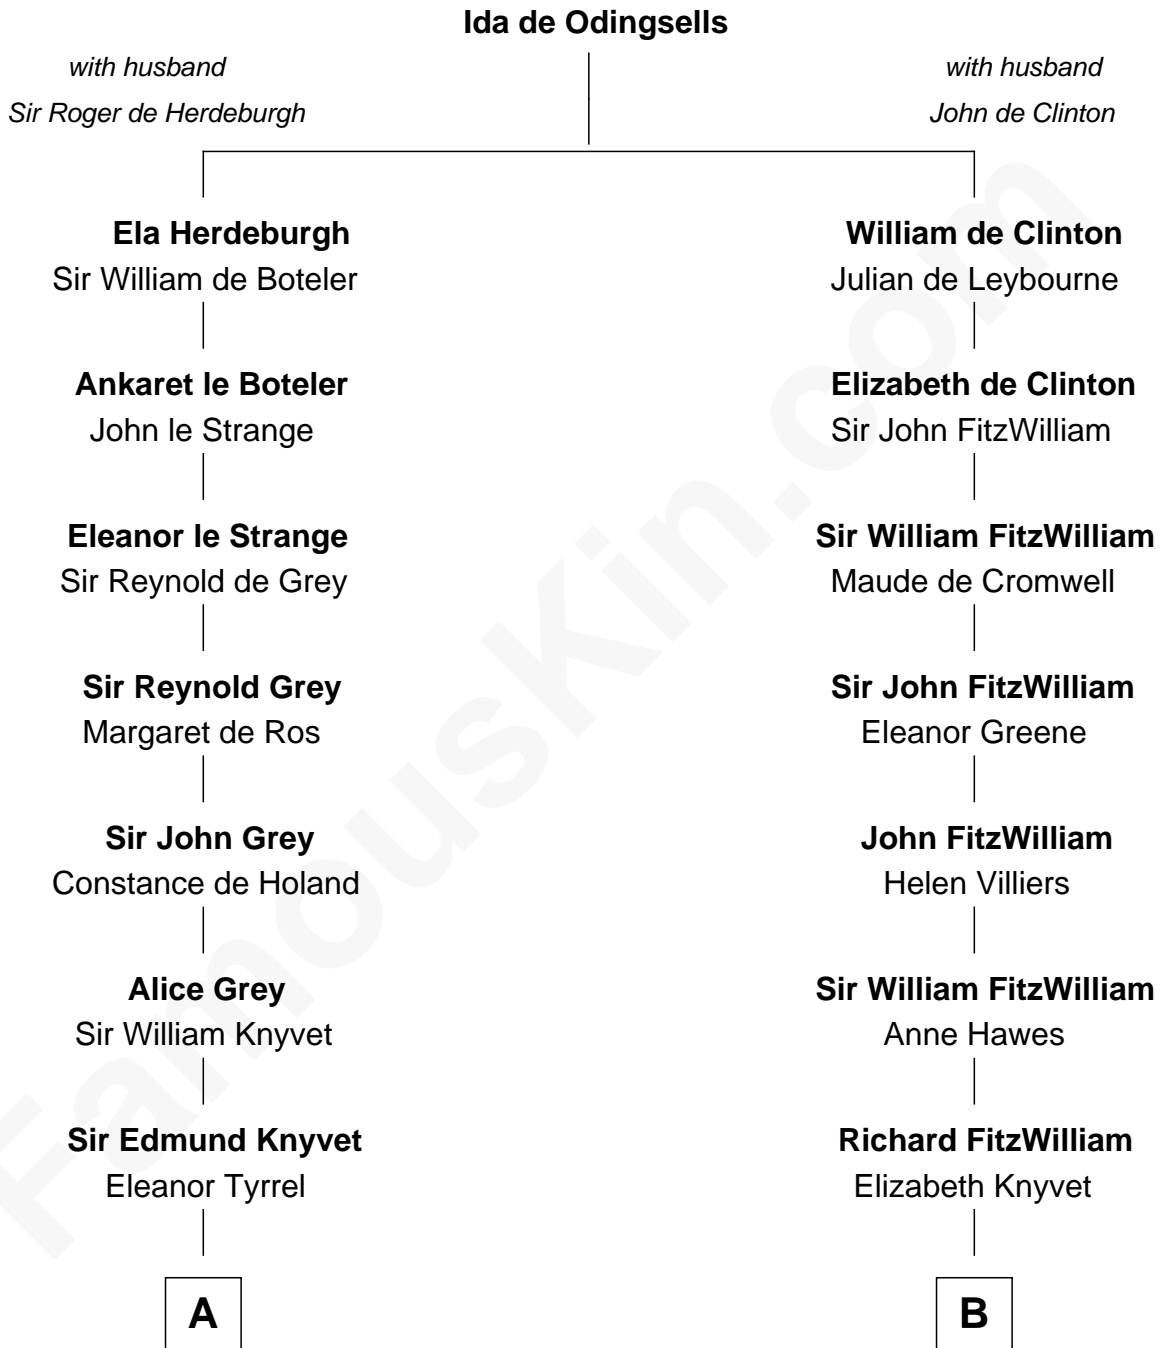 Ida de Odingsells
with husband
Sir Roger de Herdeburgh
with husband
John de Clinton
Ela Herdeburgh
Sir William de Boteler
William de Clinton
Julian de Leybourne
Ankaret le Boteler
John le Strange
Elizabeth de Clinton
Sir John FitzWilliam
Eleanor le Strange
Sir Reynold de Grey
Sir William FitzWilliam
Maude de Cromwell
Sir Reynold Grey
Margaret de Ros
Sir John FitzWilliam
Eleanor Greene
Sir John Grey
Constance de Holand
John FitzWilliam
Helen Villiers
Alice Grey
Sir William Knyvet
Sir William FitzWilliam
Anne Hawes
Sir Edmund Knyvet
Eleanor Tyrrel
Richard FitzWilliam
Elizabeth Knyvet
A
B
FamousKin.com